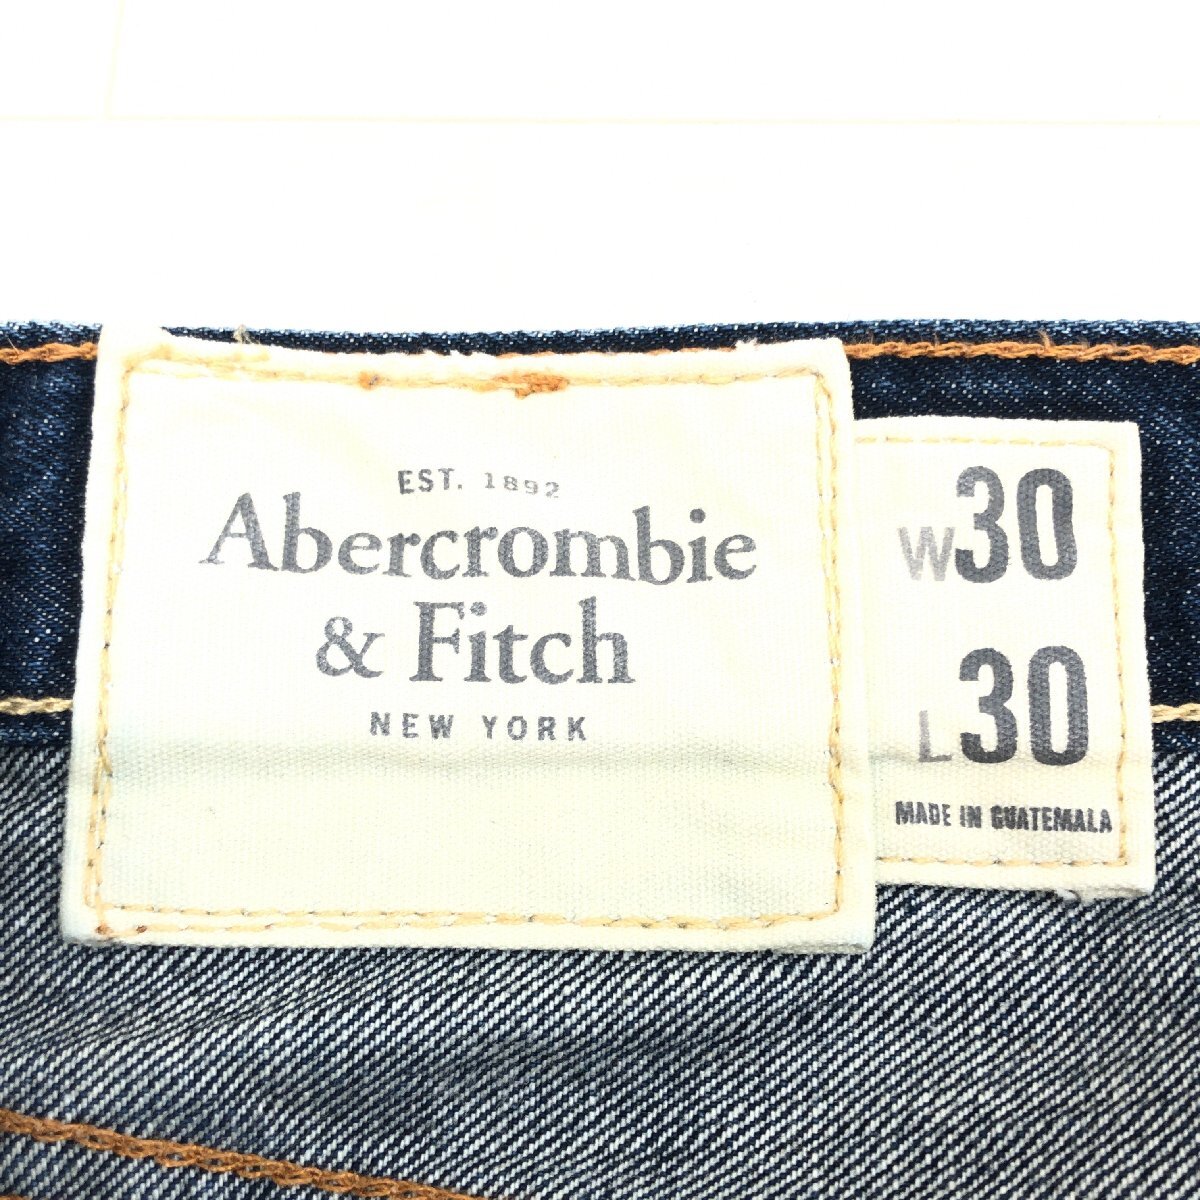 EST. 1892
Abercrombie
& Fitch
NEW YORK
W30
L30
MADE IN GUATEMALA